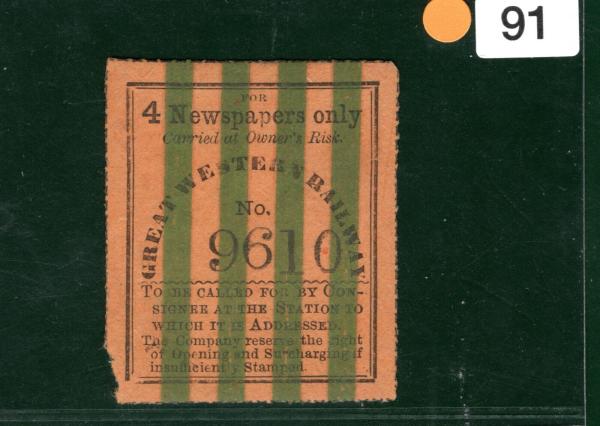 91
FOR
4 Newspapers only
Carried at Owner's Risk.
GREAT WESTERN RAILWAY
No.
9610
TO BE CALLED FOR BY CON-
SIGNEE AT THE STATION TO
WHICH IT IS ADDRESSED.
The Company reserve the right
of Opening and Surcharging if
insufficiently Stamped.